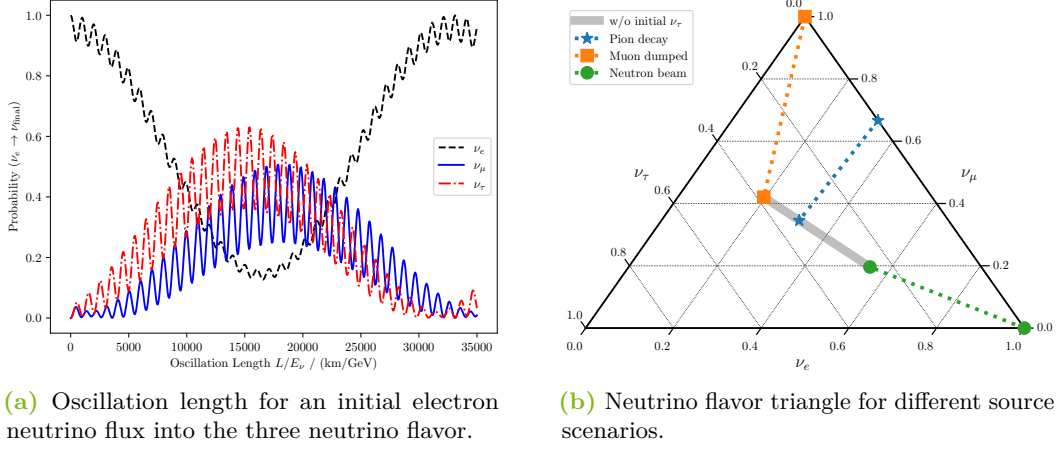 1.0
0.8
0.6
0.4
0.2
0.0
Probability (νe → νfinal)
νe
νμ
ντ
0 5000 10000 15000 20000 25000 30000 35000
Oscillation Length L/Eν / (km/GeV)
(a) Oscillation length for an initial electron
neutrino flux into the three neutrino flavor.
w/o initial ντ
Pion decay
Muon dumped
Neutron beam
0.0
1.0
0.2
0.8
0.4
0.6
ντ
νμ
0.6
0.4
0.8
0.2
1.0
0.0
0.0 0.2 0.4 0.6 0.8 1.0
νe
(b) Neutrino flavor triangle for different source
scenarios.